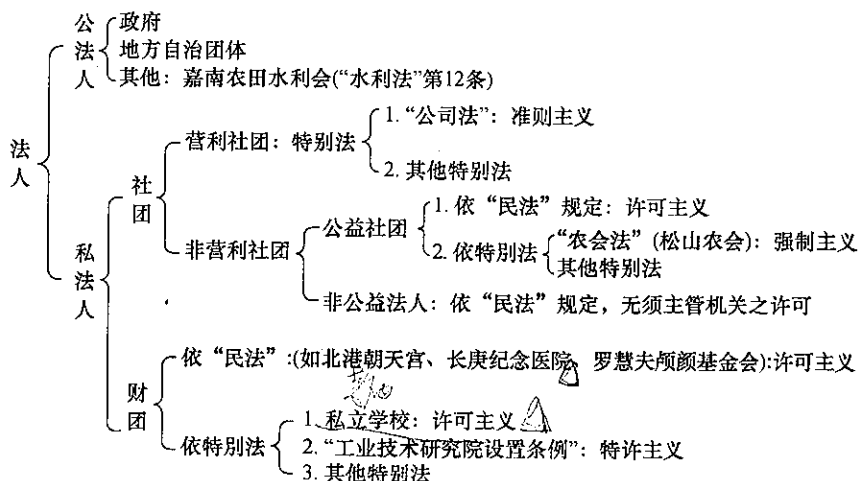 法人
公法人
政府
地方自治团体
其他：嘉南农田水利会(“水利法”第12条)
私法人
社团
营利社团：特别法
1. “公司法”：准则主义
2. 其他特别法
非营利社团
公益社团
1. 依“民法”规定：许可主义
2. 依特别法
“农会法”(松山农会)：强制主义
其他特别法
非公益法人：依“民法”规定，无须主管机关之许可
财团
依“民法”:(如北港朝天宫、长庚纪念医院、罗慧夫颅颜基金会):许可主义
依特别法
1. 私立学校：许可主义
2. “工业技术研究院设置条例”：特许主义
3. 其他特别法